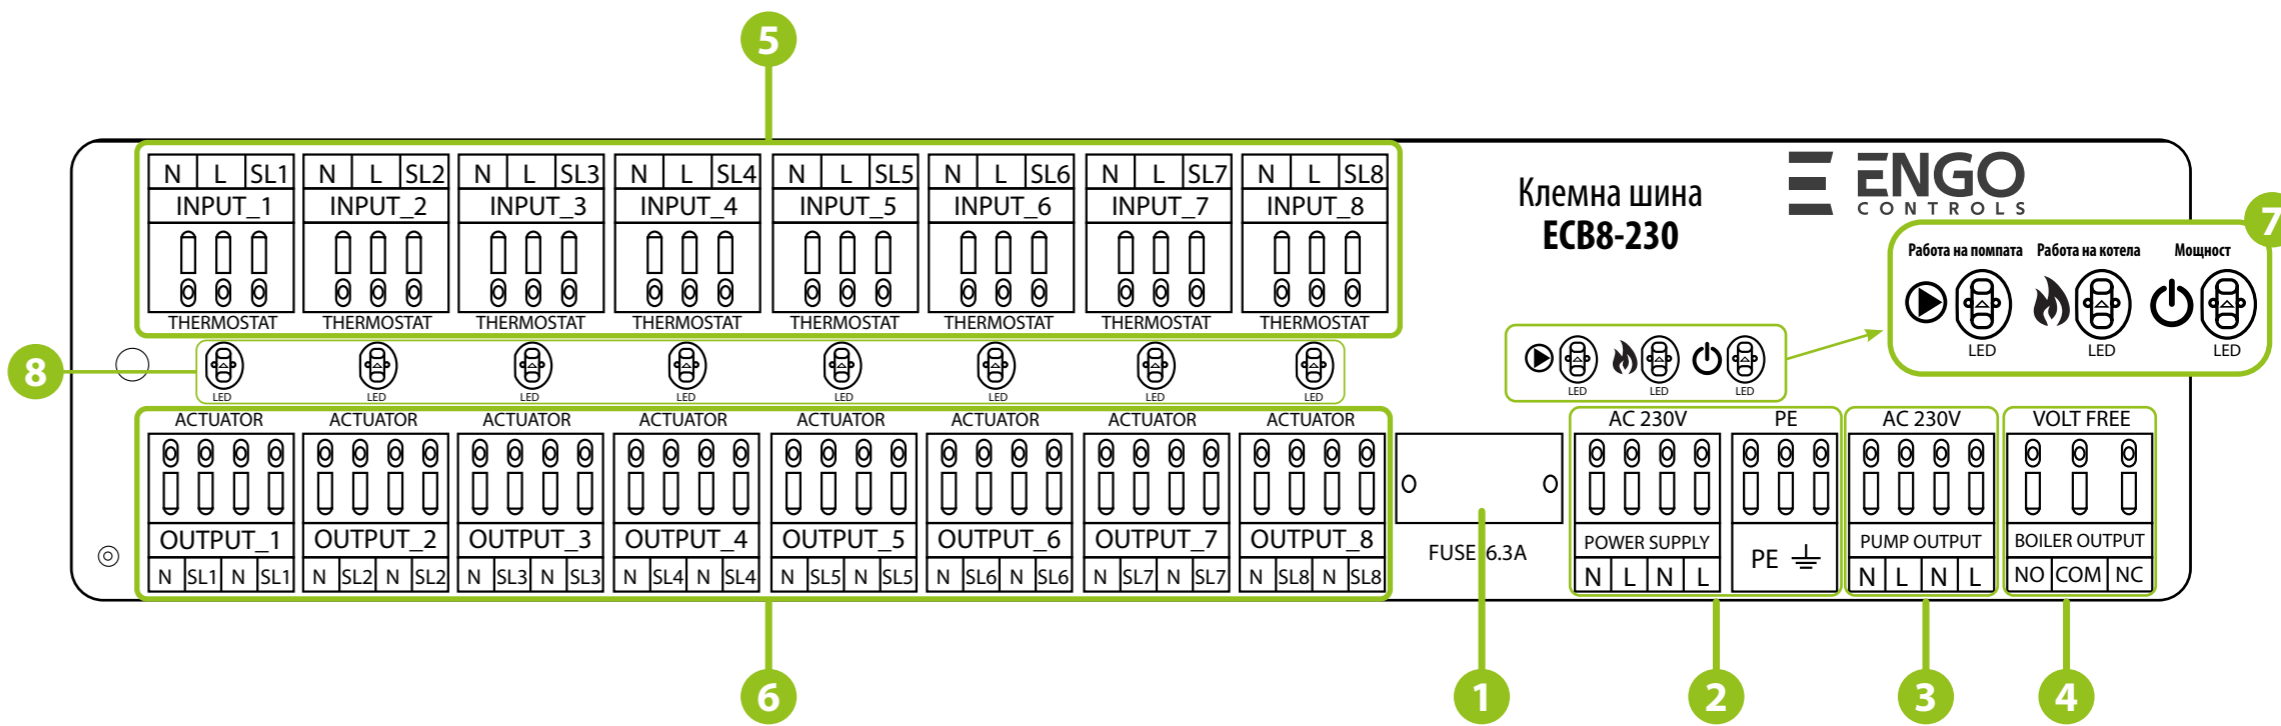 5
N L SL1 N L SL2 N L SL3 N L SL4 N L SL5 N L SL6 N L SL7 N L SL8
INPUT_1 INPUT_2 INPUT_3 INPUT_4 INPUT_5 INPUT_6 INPUT_7 INPUT_8
THERMOSTAT THERMOSTAT THERMOSTAT THERMOSTAT THERMOSTAT THERMOSTAT THERMOSTAT THERMOSTAT
Клемна шина
ECB8-230
ENGO
CONTROLS
7
Работа на помпата Работа на котела Мощност
LED LED LED
8
LED LED LED LED LED LED LED LED
LED LED LED
ACTUATOR ACTUATOR ACTUATOR ACTUATOR ACTUATOR ACTUATOR ACTUATOR ACTUATOR
OUTPUT_1 OUTPUT_2 OUTPUT_3 OUTPUT_4 OUTPUT_5 OUTPUT_6 OUTPUT_7 OUTPUT_8
N SL1 N SL1 N SL2 N SL2 N SL3 N SL3 N SL4 N SL4 N SL5 N SL5 N SL6 N SL6 N SL7 N SL7 N SL8 N SL8
FUSE 6.3A
AC 230V PE
POWER SUPPLY
N L N L
PE
AC 230V
PUMP OUTPUT
N L N L
VOLT FREE
BOILER OUTPUT
NO COM NC
6 1 2 3 4